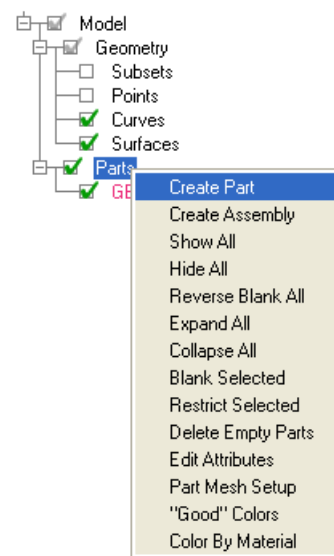 Model
Geometry
Subsets
Points
Curves
Surfaces
Parts
GE
Create Part
Create Assembly
Show All
Hide All
Reverse Blank All
Expand All
Collapse All
Blank Selected
Restrict Selected
Delete Empty Parts
Edit Attributes
Part Mesh Setup
"Good" Colors
Color By Material